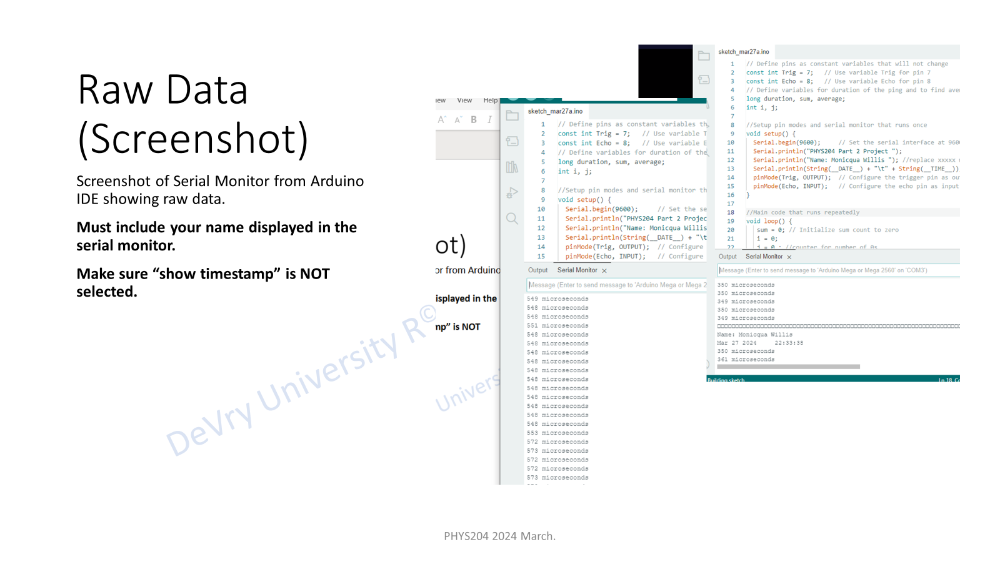 Raw Data
(Screenshot)
Screenshot of Serial Monitor from Arduino
IDE showing raw data.
Must include your name displayed in the
serial monitor.
Make sure “show timestamp” is NOT
selected.
DeVry University R©
iew View Help
A^ A˅ B I
ot)
or from Arduino
isplayed in the
mp” is NOT
Univers
sketch_mar27a.ino
1 // Define pins as constant variables th
2 const int Trig = 7; // Use variable T
3 const int Echo = 8; // Use variable E
4 // Define variables for duration of the
5 long duration, sum, average;
6 int i, j;
7
8 //Setup pin modes and serial monitor th
9 void setup() {
10 Serial.begin(9600); // Set the se
11 Serial.println("PHYS204 Part 2 Projec
12 Serial.println("Name: Monicqua Willis
13 Serial.println(String(__DATE__) + "\t
14 pinMode(Trig, OUTPUT); // Configure
15 pinMode(Echo, INPUT); // Configure
Output Serial Monitor ×
Message (Enter to send message to 'Arduino Mega or Mega 2
549 microseconds
548 microseconds
548 microseconds
551 microseconds
548 microseconds
548 microseconds
548 microseconds
548 microseconds
548 microseconds
548 microseconds
548 microseconds
548 microseconds
548 microseconds
548 microseconds
548 microseconds
553 microseconds
572 microseconds
573 microseconds
572 microseconds
572 microseconds
573 microseconds
sketch_mar27a.ino
1 // Define pins as constant variables that will not change
2 const int Trig = 7; // Use variable Trig for pin 7
3 const int Echo = 8; // Use variable Echo for pin 8
4 // Define variables for duration of the ping and to find aver
5 long duration, sum, average;
6 int i, j;
7
8 //Setup pin modes and serial monitor that runs once
9 void setup() {
10 Serial.begin(9600); // Set the serial interface at 960
11 Serial.println("PHYS204 Part 2 Project ");
12 Serial.println("Name: Monicqua Willis "); //replace xxxxx
13 Serial.println(String(__DATE__) + "\t" + String(__TIME__))
14 pinMode(Trig, OUTPUT); // Configure the trigger pin as ou
15 pinMode(Echo, INPUT); // Configure the echo pin as input
16 }
17
18 //Main code that runs repeatedly
19 void loop() {
20 sum = 0; // Initialize sum count to zero
21 i = 0;
22 j = 0 ; //counter for number of 0s
Output Serial Monitor ×
Message (Enter to send message to 'Arduino Mega or Mega 2560' on 'COM3')
350 microseconds
350 microseconds
349 microseconds
350 microseconds
349 microseconds
Name: Monicqua Willis
Mar 27 2024 22:33:38
350 microseconds
361 microseconds
Building sketch Ln 18, Co
PHYS204 2024 March.